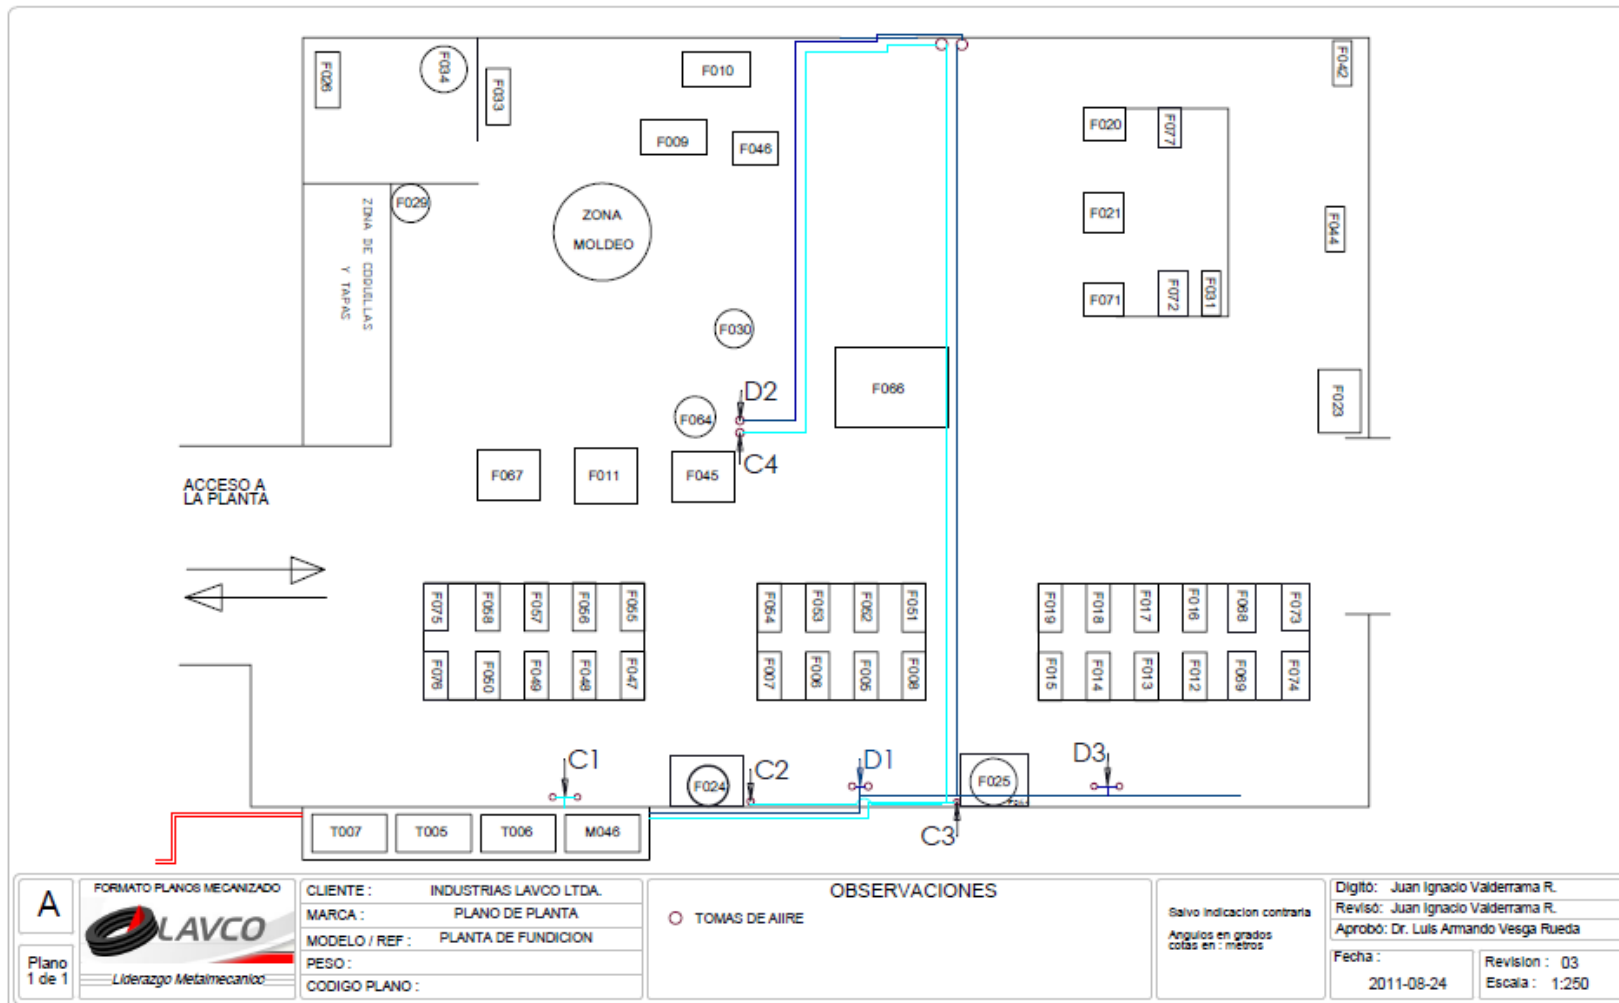 F026
F034
F033
F010
F009
F046
F042
F020
F077
F029
ZONA DE COQUILLAS
Y TAPAS
ZONA
MOLDEO
F021
F044
F071
F072
F031
F030
F066
F023
D2
F064
C4
F067
F011
F045
ACCESO A
LA PLANTA
F075
F058
F057
F056
F055
F054
F053
F052
F051
F019
F018
F017
F016
F068
F073
F076
F050
F049
F048
F047
F007
F006
F005
F008
F015
F014
F013
F012
F069
F074
C1
F024
C2
D1
F025
D3
C3
T007
T005
T006
M046
A
Plano
1 de 1
FORMATO PLANOS MECANIZADO
LAVCO
Liderazgo Metalmecanico
CLIENTE : INDUSTRIAS LAVCO LTDA.
MARCA : PLANO DE PLANTA
MODELO / REF : PLANTA DE FUNDICION
PESO :
CODIGO PLANO :
OBSERVACIONES
TOMAS DE AIIRE
Salvo indicacion contraria
Angulos en grados
cotas en : metros
Digitó: Juan Ignacio Valderrama R.
Revisó: Juan Ignacio Valderrama R.
Aprobó: Dr. Luis Armando Vesga Rueda
Fecha :
2011-08-24
Revision : 03
Escala : 1:250